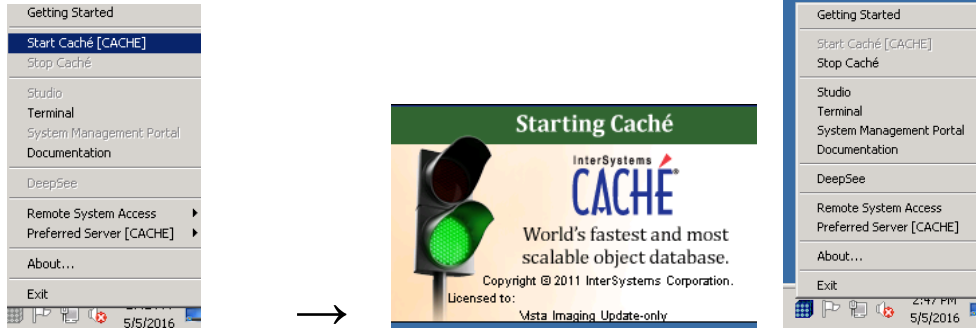 Getting Started
Start Caché [CACHE]
Stop Caché
Studio
Terminal
System Management Portal
Documentation
DeepSee
Remote System Access
Preferred Server [CACHE]
About...
Exit
5/5/2016
→
Starting Caché
InterSystems
CACHÉ®
World's fastest and most
scalable object database.
Copyright © 2011 InterSystems Corporation.
Licensed to:
Vista Imaging Update-only
Getting Started
Start Caché [CACHE]
Stop Caché
Studio
Terminal
System Management Portal
Documentation
DeepSee
Remote System Access
Preferred Server [CACHE]
About...
Exit
2:47 PM
5/5/2016